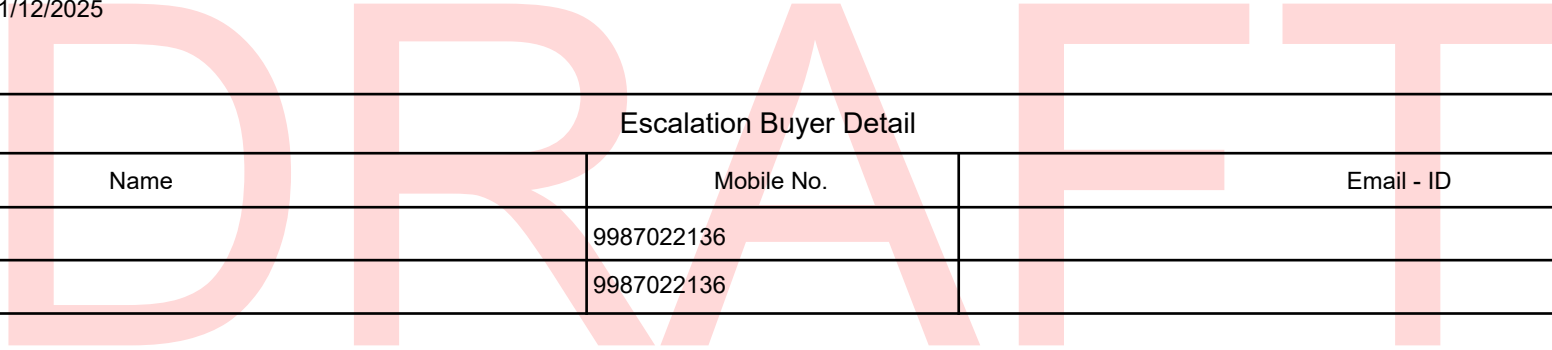 1/12/2025
DRAFT
Escalation Buyer Detail
Name Mobile No. Email - ID
9987022136
9987022136